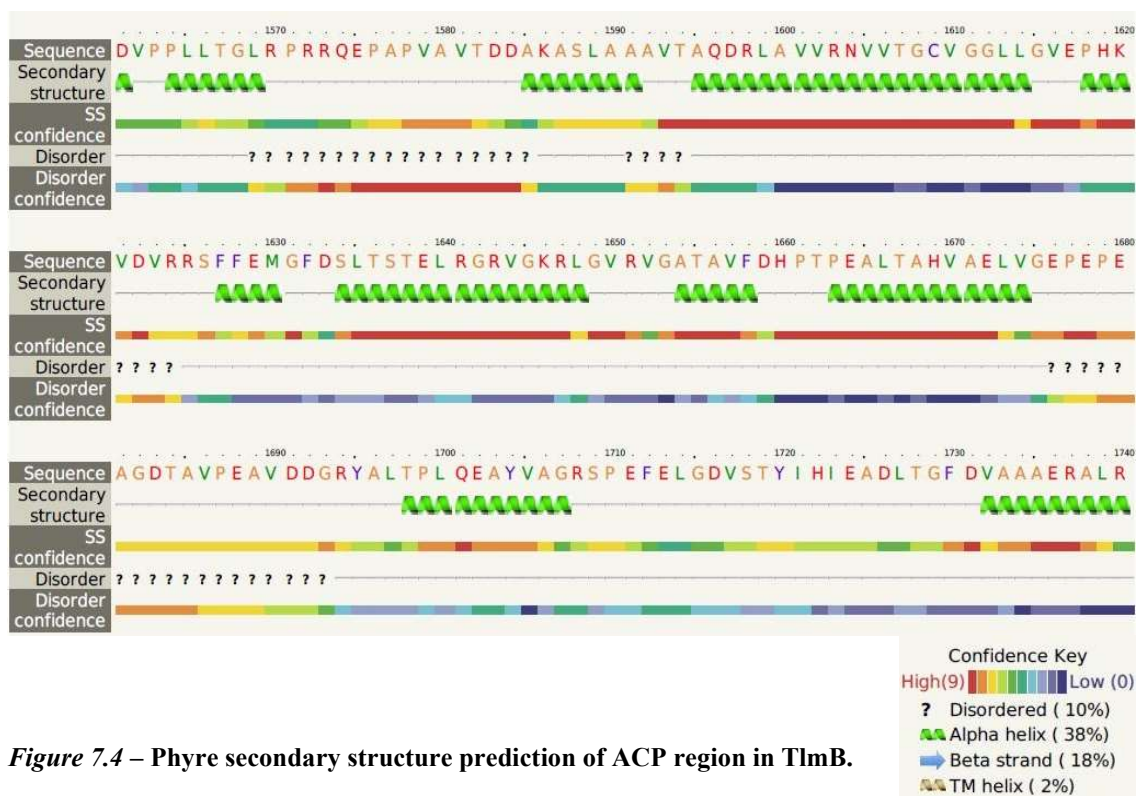 1570 1580 1590 1600 1610 1620
Sequence DVPPLLTGLRPRRQEPAPVAVTDDAKASLAAAVTAQDRLAVVRNVVTGCVGGLLGVEPHK
Secondary
structure
SS
confidence
Disorder ? ? ? ? ? ? ? ? ? ? ? ? ? ? ? ? ? ? ? ? ?
Disorder
confidence
1630 1640 1650 1660 1670 1680
Sequence VDVRRSFFEMGFDSLTSTELRGRVGKRLGVRVGATAVFDHPTPEALTAHVAELVGEPEPE
Secondary
structure
SS
confidence
Disorder ? ? ? ? ? ? ? ? ?
Disorder
confidence
1690 1700 1710 1720 1730 1740
Sequence AGDTAVPEAVDDGRYALTPLQEAYVAGRSPEFELGDVSTYIHIEADLTGFDVAAAERALR
Secondary
structure
SS
confidence
Disorder ? ? ? ? ? ? ? ? ? ? ? ? ?
Disorder
confidence
Confidence Key
High(9) Low (0)
? Disordered ( 10%)
Alpha helix ( 38%)
Beta strand ( 18%)
TM helix ( 2%)
Figure 7.4 – Phyre secondary structure prediction of ACP region in TlmB.